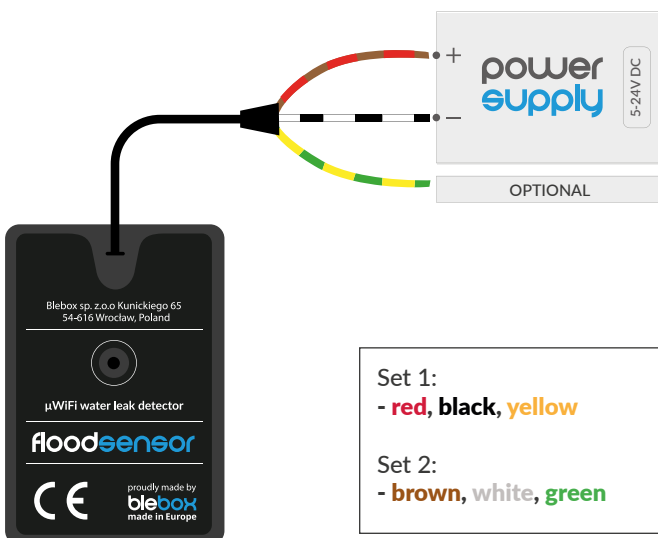 +
power
supply
5-24V DC
−
OPTIONAL
Blebox sp. z.o.o Kunickiego 65
54-616 Wrocław, Poland
µWiFi water leak detector
floodsensor
CE
proudly made by
blebox
made in Europe
Set 1:
- red, black, yellow
Set 2:
- brown, white, green